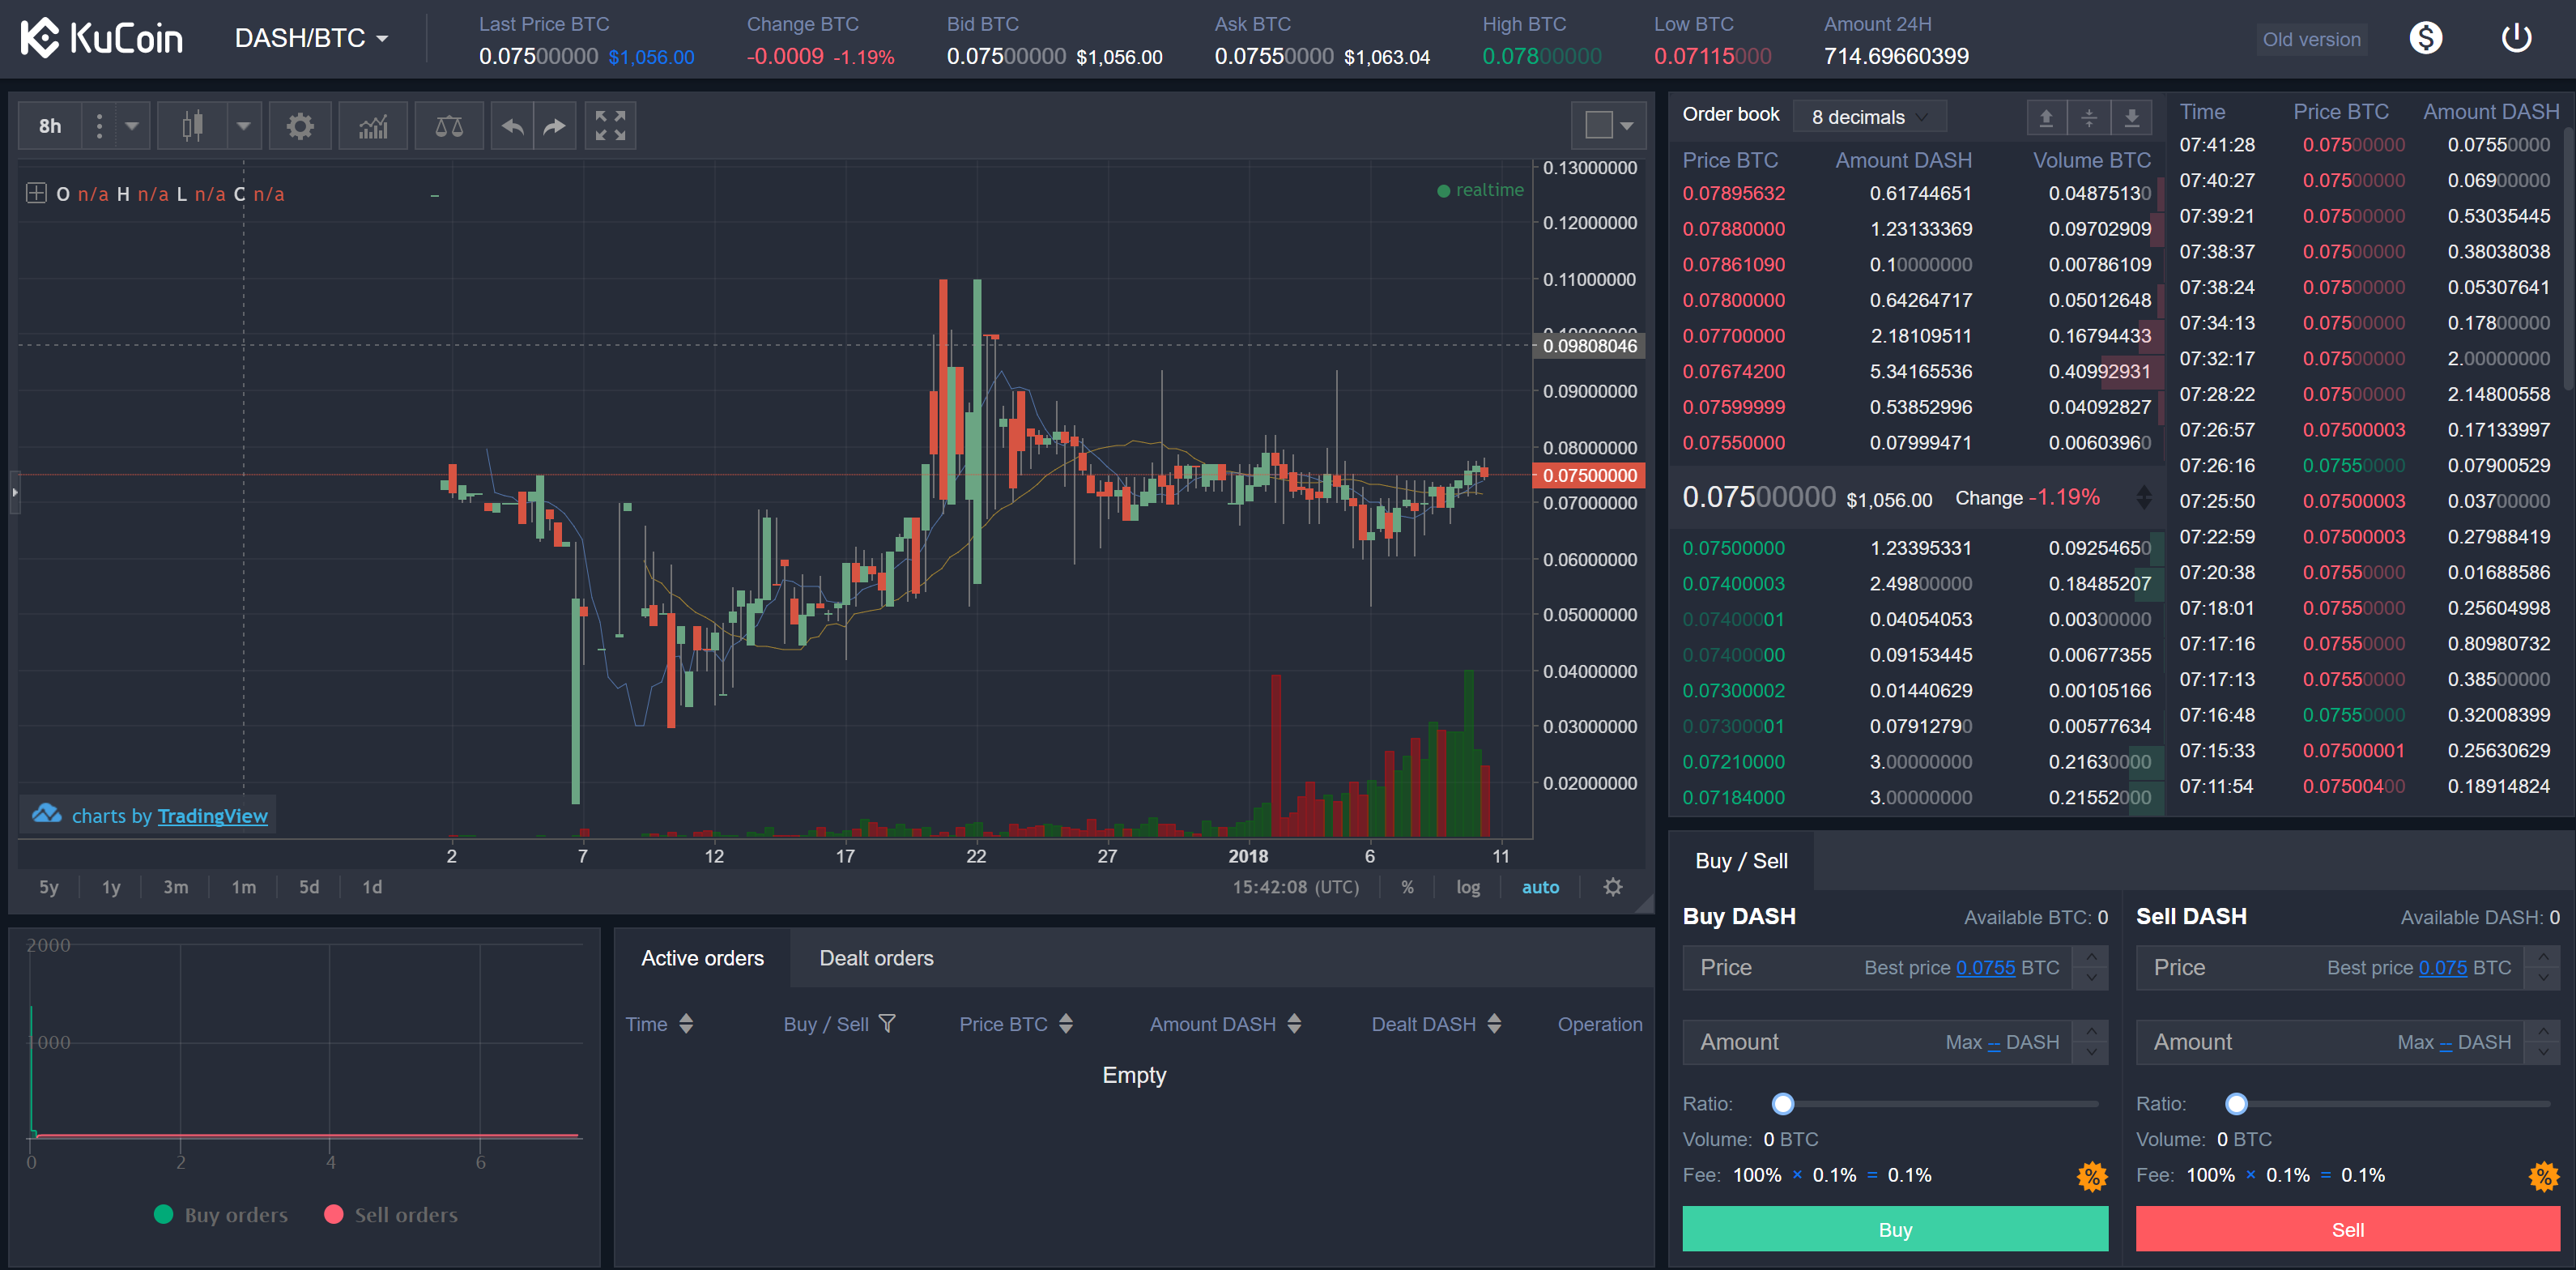 KuCoin DASH/BTC
Last Price BTC Change BTC Bid BTC Ask BTC High BTC Low BTC Amount 24H
0.07500000 $1,056.00 -0.0009 -1.19% 0.07500000 $1,056.00 0.07550000 $1,063.04 0.07800000 0.07115000 714.69660399
Old version
8h
O n/a H n/a L n/a C n/a
realtime
0.13000000
0.12000000
0.11000000
0.09808046
0.09000000
0.08000000
0.07500000
0.07000000
0.06000000
0.05000000
0.04000000
0.03000000
0.02000000
charts by TradingView
2 7 12 17 22 27 2018 6 11
5y 1y 3m 1m 5d 1d 15:42:08 (UTC) % log auto
Order book 8 decimals
Price BTC Amount DASH Volume BTC
0.07895632 0.61744651 0.04875130
0.07880000 1.23133369 0.09702909
0.07861090 0.10000000 0.00786109
0.07800000 0.64264717 0.05012648
0.07700000 2.18109511 0.16794433
0.07674200 5.34165536 0.40992931
0.07599999 0.53852996 0.04092827
0.07550000 0.07999471 0.00603960
0.07500000 $1,056.00 Change -1.19%
0.07500000 1.23395331 0.09254650
0.07400003 2.49800000 0.18485207
0.07400001 0.04054053 0.00300000
0.07400000 0.09153445 0.00677355
0.07300002 0.01440629 0.00105166
0.07300001 0.07912790 0.00577634
0.07210000 3.00000000 0.21630000
0.07184000 3.00000000 0.21552000
Time Price BTC Amount DASH
07:41:28 0.07500000 0.07550000
07:40:27 0.07500000 0.06900000
07:39:21 0.07500000 0.53035445
07:38:37 0.07500000 0.38038038
07:38:24 0.07500000 0.05307641
07:34:13 0.07500000 0.17800000
07:32:17 0.07500000 2.00000000
07:28:22 0.07500000 2.14800558
07:26:57 0.07500003 0.17133997
07:26:16 0.07550000 0.07900529
07:25:50 0.07500003 0.03700000
07:22:59 0.07500003 0.27988419
07:20:38 0.07550000 0.01688586
07:18:01 0.07550000 0.25604998
07:17:16 0.07550000 0.80980732
07:17:13 0.07550000 0.38500000
07:16:48 0.07550000 0.32008399
07:15:33 0.07500001 0.25630629
07:11:54 0.07500400 0.18914824
2000
1000
0 2 4 6
Buy orders Sell orders
Active orders Dealt orders
Time Buy / Sell Price BTC Amount DASH Dealt DASH Operation
Empty
Buy / Sell
Buy DASH Available BTC: 0
Price Best price 0.0755 BTC
Amount Max -- DASH
Ratio:
Volume: 0 BTC
Fee: 100% × 0.1% = 0.1%
%
Buy
Sell DASH Available DASH: 0
Price Best price 0.075 BTC
Amount Max -- DASH
Ratio:
Volume: 0 BTC
Fee: 100% × 0.1% = 0.1%
%
Sell